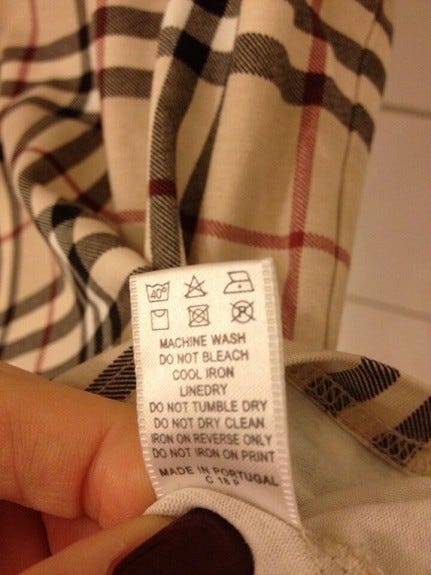 40°
MACHINE WASH
DO NOT BLEACH
COOL IRON
LINEDRY
DO NOT TUMBLE DRY
DO NOT DRY CLEAN
IRON ON REVERSE ONLY
DO NOT IRON ON PRINT
MADE IN PORTUGAL